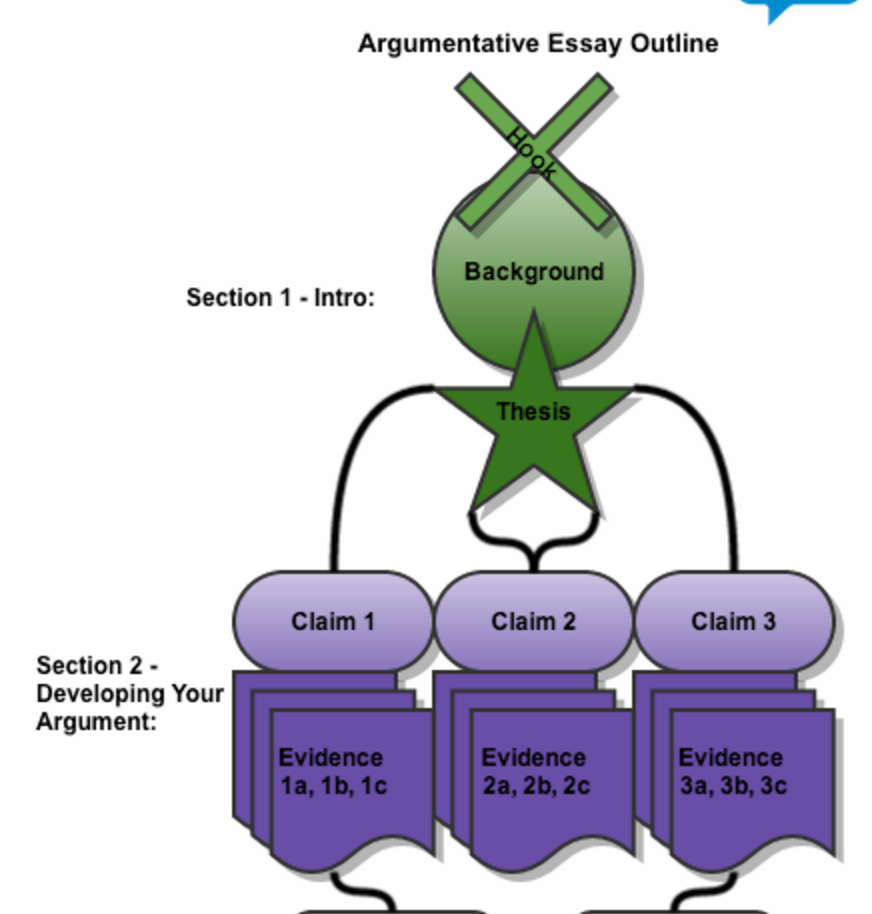 Argumentative Essay Outline
Hook
Background
Section 1 - Intro:
Thesis
Claim 1
Claim 2
Claim 3
Section 2 -
Developing Your
Argument:
Evidence
1a, 1b, 1c
Evidence
2a, 2b, 2c
Evidence
3a, 3b, 3c